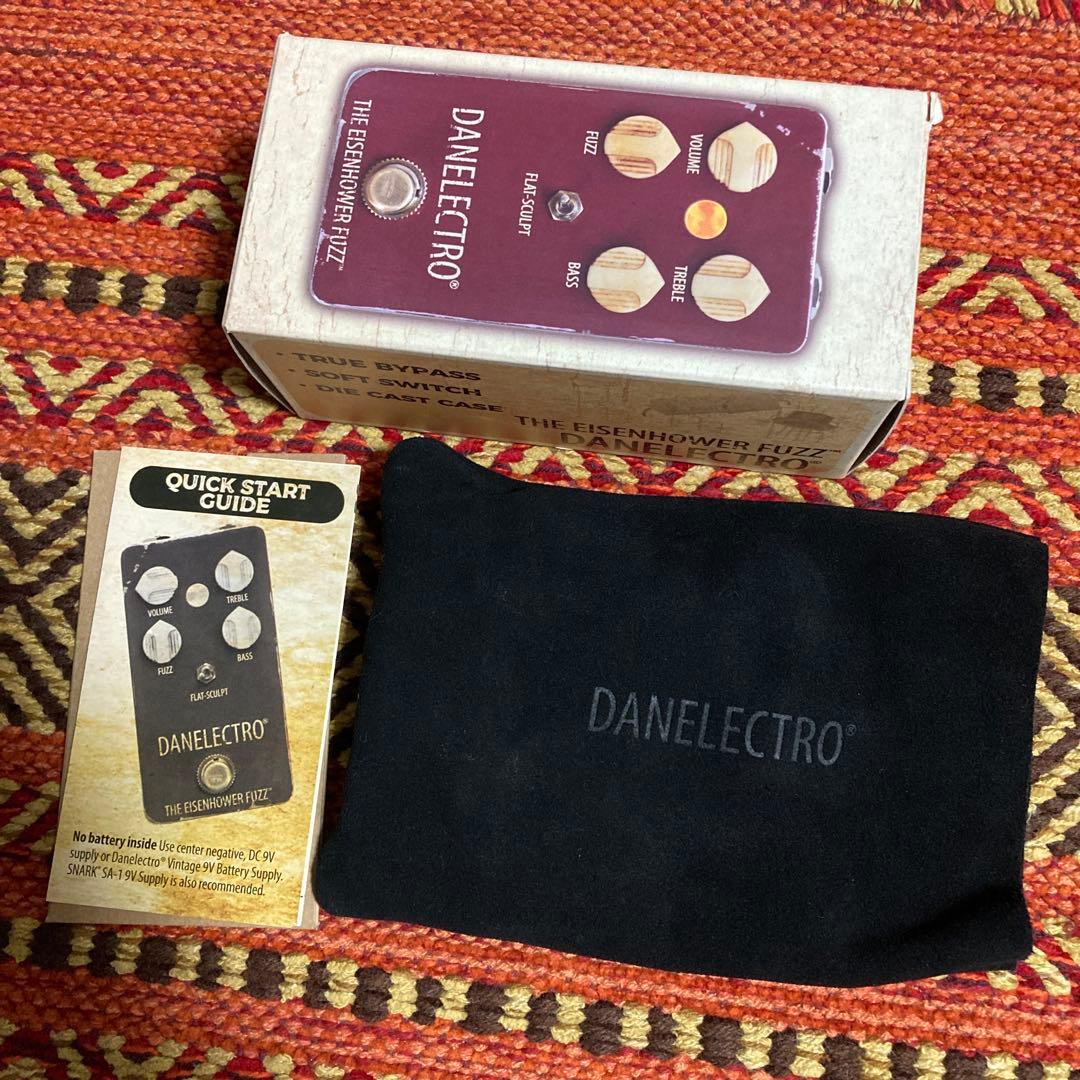 VOLUME
FUZZ
TREBLE
BASS
FLAT-SCULPT
DANELECTRO®
THE EISENHOWER FUZZ™
• TRUE BYPASS
• SOFT SWITCH
• DIE CAST CASE
THE EISENHOWER FUZZ™
DANELECTRO®
QUICK START
GUIDE
VOLUME
TREBLE
FUZZ
BASS
FLAT-SCULPT
DANELECTRO®
THE EISENHOWER FUZZ™
No battery inside Use center negative, DC 9V
supply or Danelectro® Vintage 9V Battery Supply.
SNARK™ SA-1 9V Supply is also recommended.
DANELECTRO®